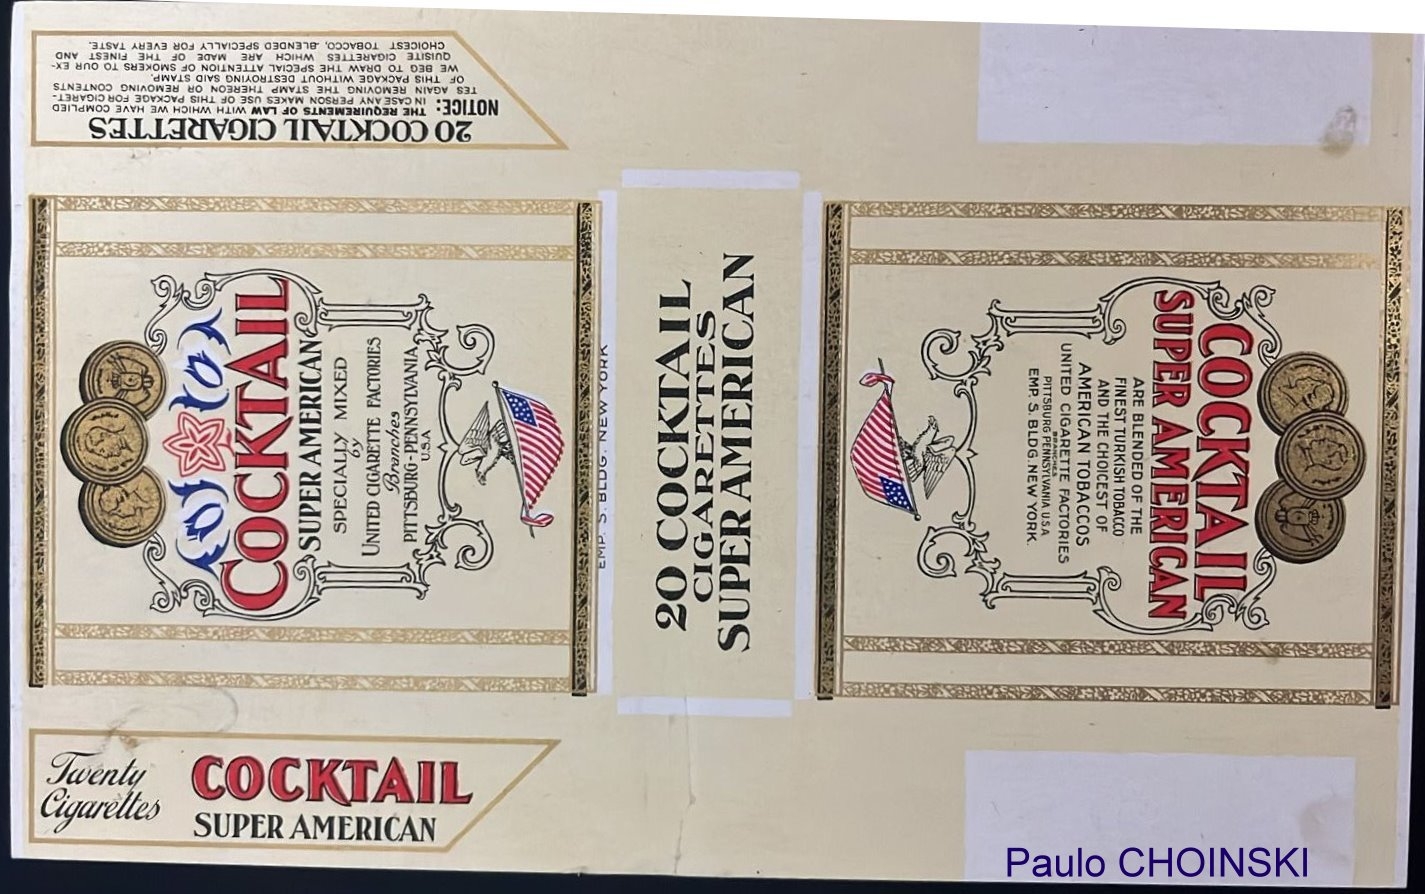 20 COCKTAIL CIGARETTES
NOTICE: THE REQUIREMENTS OF LAW WITH WHICH WE HAVE COMPLIED
IN CASE ANY PERSON MAKES USE OF THIS PACKAGE FOR CIGARET-
TES AGAIN REMOVING THE STAMP THEREON OR REMOVING CONTENTS
OF THIS PACKAGE WITHOUT DESTROYING SAID STAMP.
WE BEG TO DRAW THE SPECIAL ATTENTION OF SMOKERS TO OUR EX-
QUISITE CIGARETTES WHICH ARE MADE OF THE FINEST AND
CHOICEST TOBACCO, BLENDED SPECIALLY FOR EVERY TASTE.
COCKTAIL
SUPER AMERICAN
SPECIALLY MIXED
by
UNITED CIGARETTE FACTORIES
Branches
PITTSBURG-PENNSYLVANIA
U.S.A
EMP. S. BLDG. NEW YORK
20 COCKTAIL
CIGARETTES
SUPER AMERICAN
COCKTAIL
SUPER AMERICAN
ARE BLENDED OF THE
FINEST TURKISH TOBACCO
AND THE CHOICEST OF
AMERICAN TOBACCOS
UNITED CIGARETTE FACTORIES
BRANCHES
PITTSBURG PENNSYLVANIA U.S.A
EMP. S. BLDG. NEW YORK.
Twenty
Cigarettes
COCKTAIL
SUPER AMERICAN
Paulo CHOINSKI